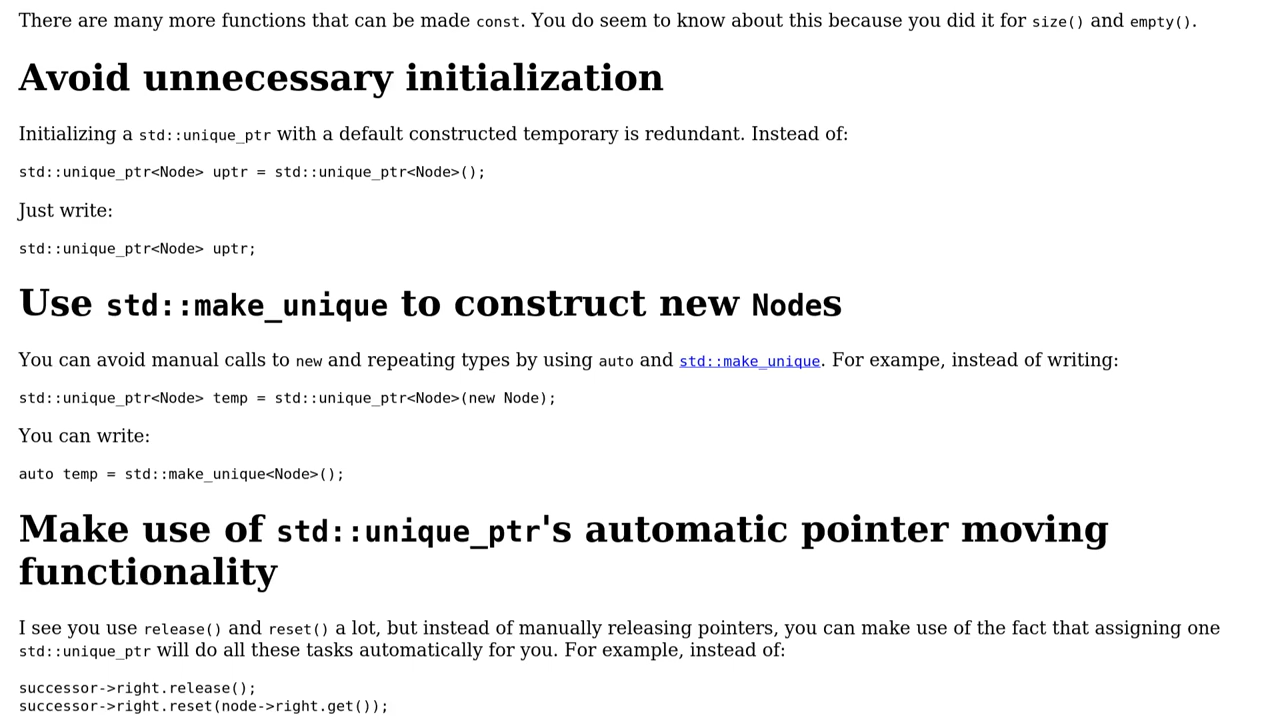 There are many more functions that can be made const. You do seem to know about this because you did it for size() and empty().
Avoid unnecessary initialization
Initializing a std::unique_ptr with a default constructed temporary is redundant. Instead of:
std::unique_ptr<Node> uptr = std::unique_ptr<Node>();
Just write:
std::unique_ptr<Node> uptr;
Use std::make_unique to construct new Nodes
You can avoid manual calls to new and repeating types by using auto and std::make_unique. For exampe, instead of writing:
std::unique_ptr<Node> temp = std::unique_ptr<Node>(new Node);
You can write:
auto temp = std::make_unique<Node>();
Make use of std::unique_ptr's automatic pointer moving
functionality
I see you use release() and reset() a lot, but instead of manually releasing pointers, you can make use of the fact that assigning one
std::unique_ptr will do all these tasks automatically for you. For example, instead of:
successor->right.release();
successor->right.reset(node->right.get());